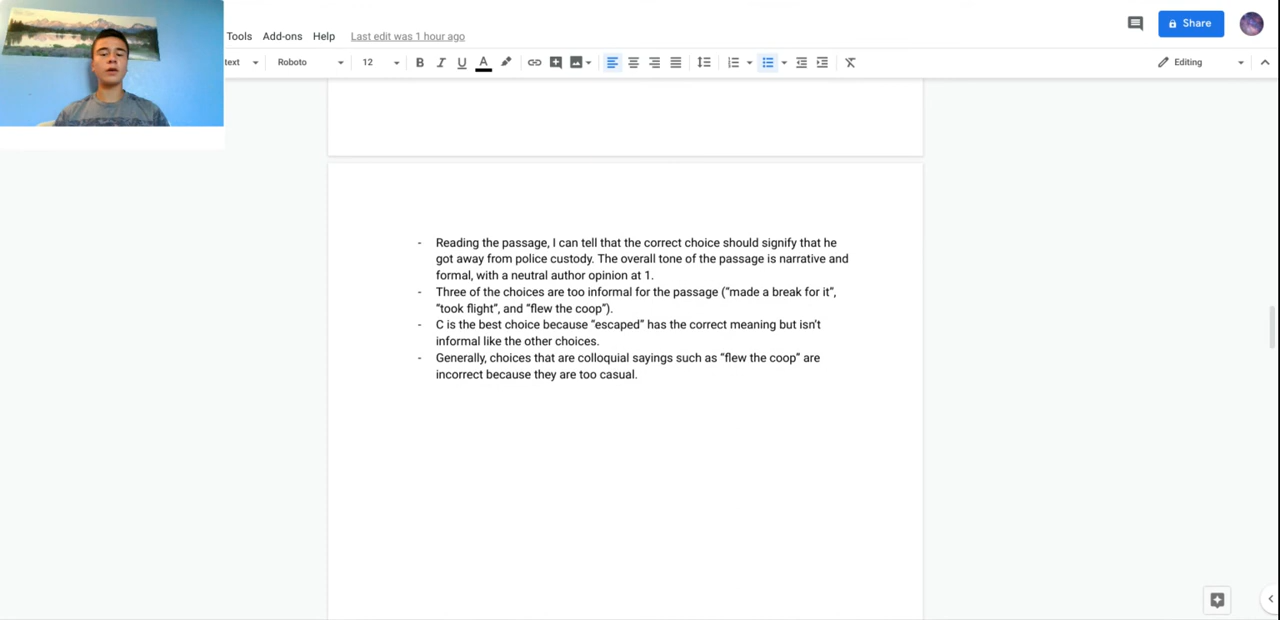 Tools Add-ons Help Last edit was 1 hour ago
Share
text Roboto 12 B I U A Editing
- Reading the passage, I can tell that the correct choice should signify that he
got away from police custody. The overall tone of the passage is narrative and
formal, with a neutral author opinion at 1.
- Three of the choices are too informal for the passage (“made a break for it”,
“took flight”, and “flew the coop”).
- C is the best choice because “escaped” has the correct meaning but isn’t
informal like the other choices.
- Generally, choices that are colloquial sayings such as “flew the coop” are
incorrect because they are too casual.